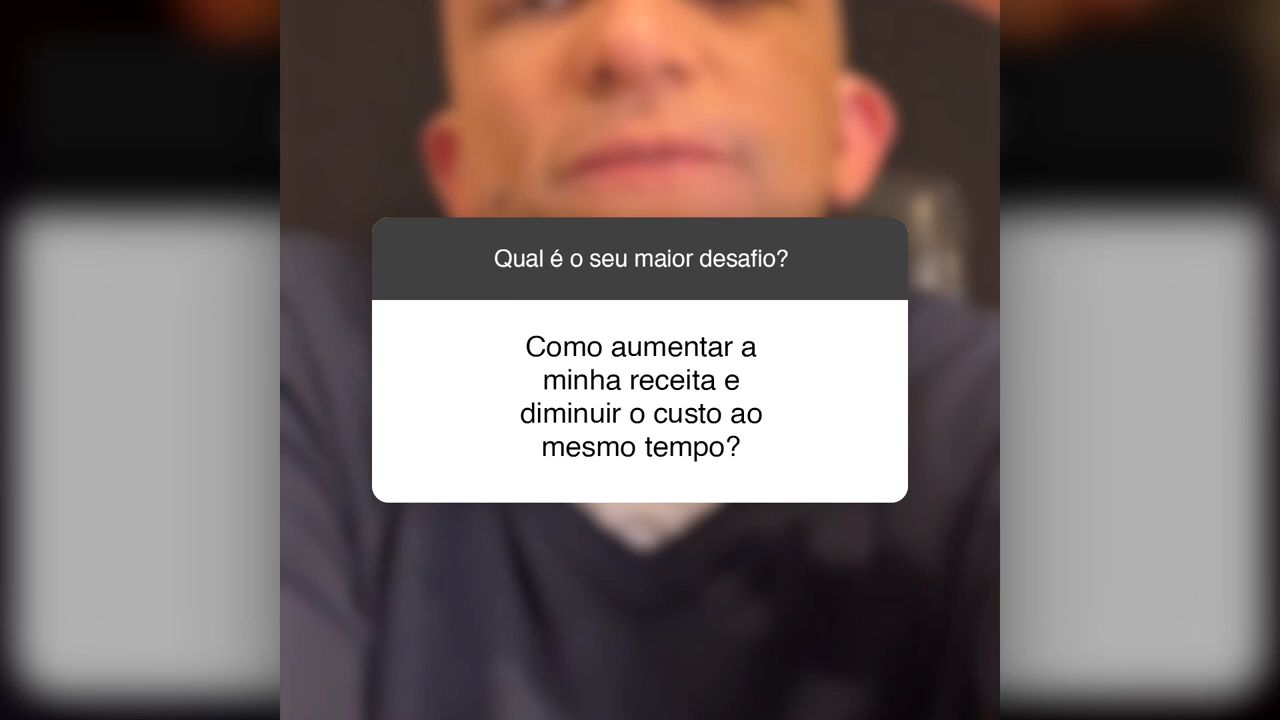 Qual é o seu maior desafio?
Como aumentar a
minha receita e
diminuir o custo ao
mesmo tempo?